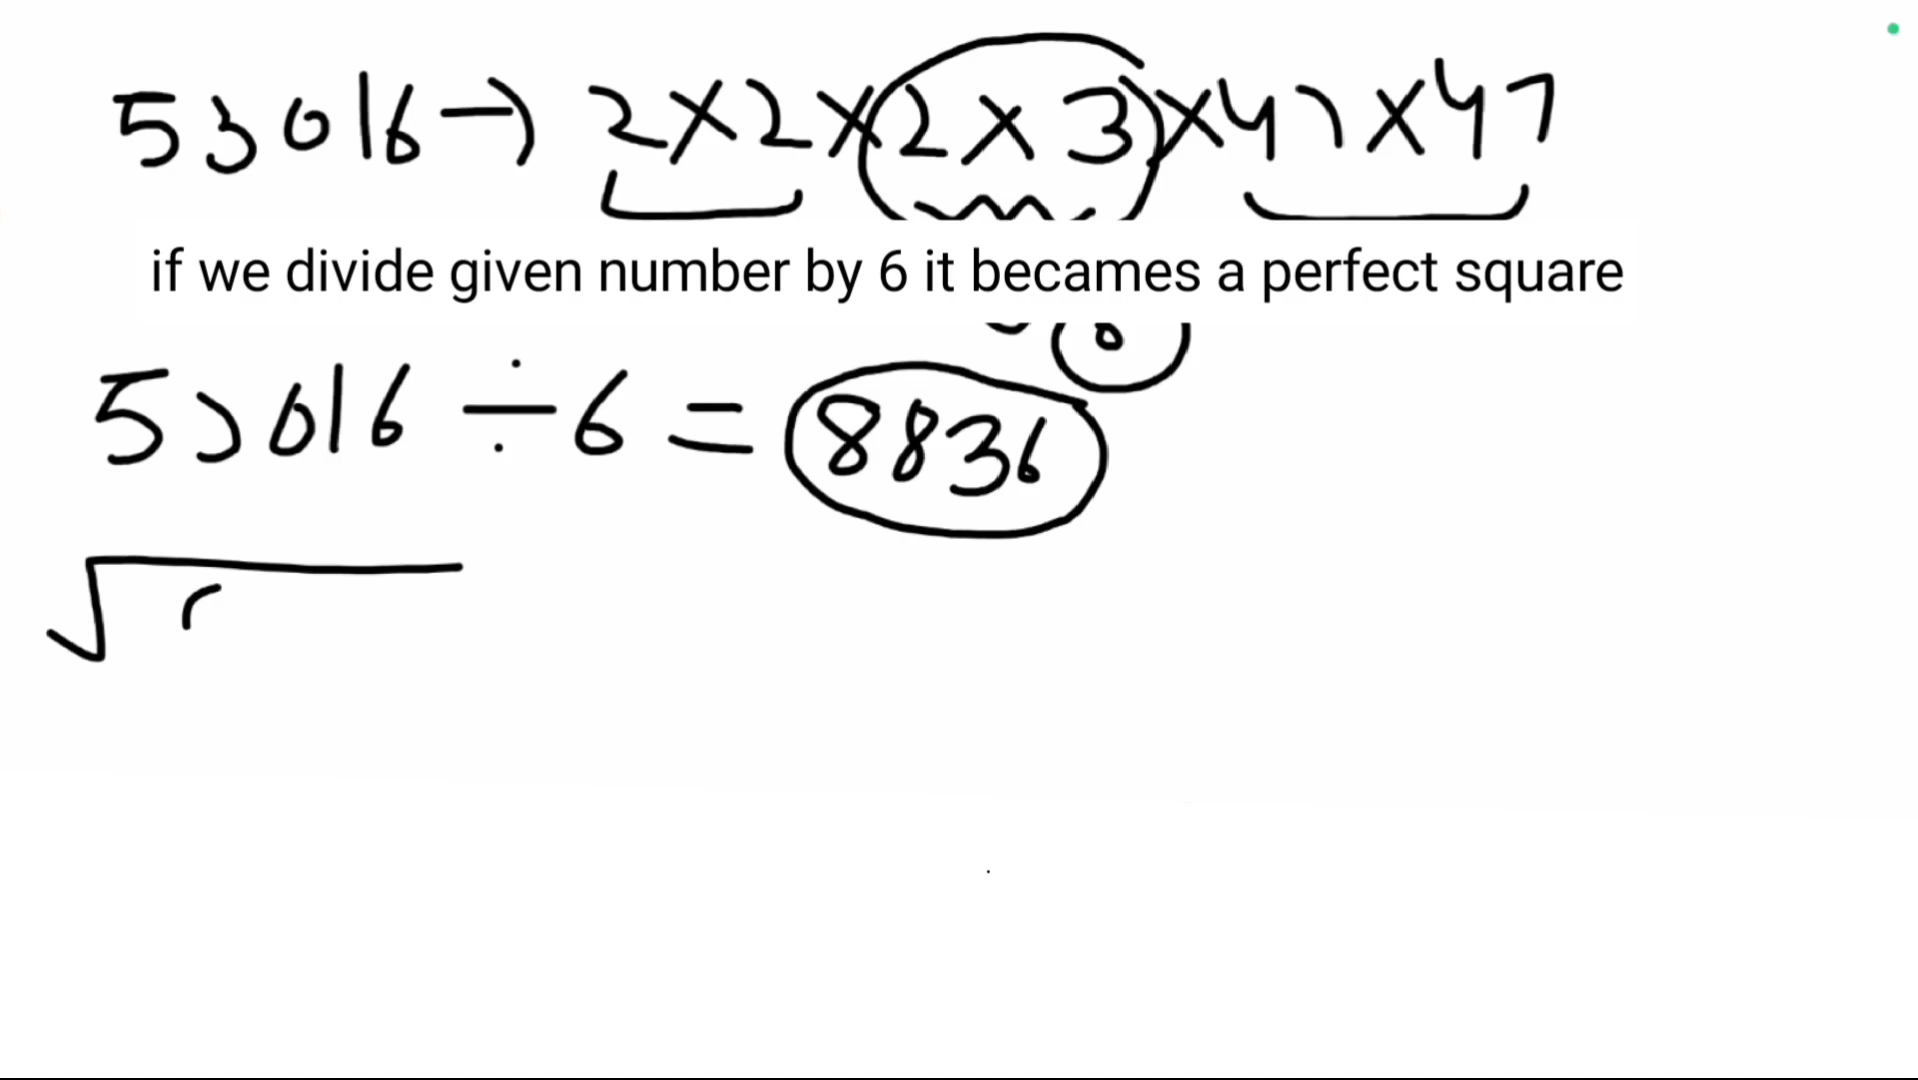 53016 → 2×2×2×3×47×47
if we divide given number by 6 it becames a perfect square
6
53016 ÷ 6 = 8836
√